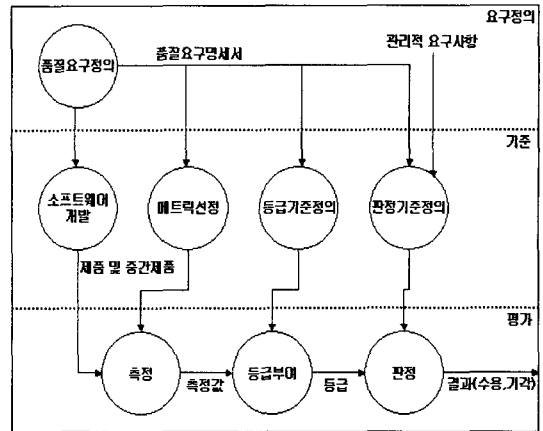 요구정의
품질요구명세서
관리적 요구사항
품질요구정의
기준
소프트웨어
개발
메트릭선정
등급기준정의
판정기준정의
제품 및 중간제품
평가
측정
측정값
등급부여
등급
판정
결과(수용,기각)